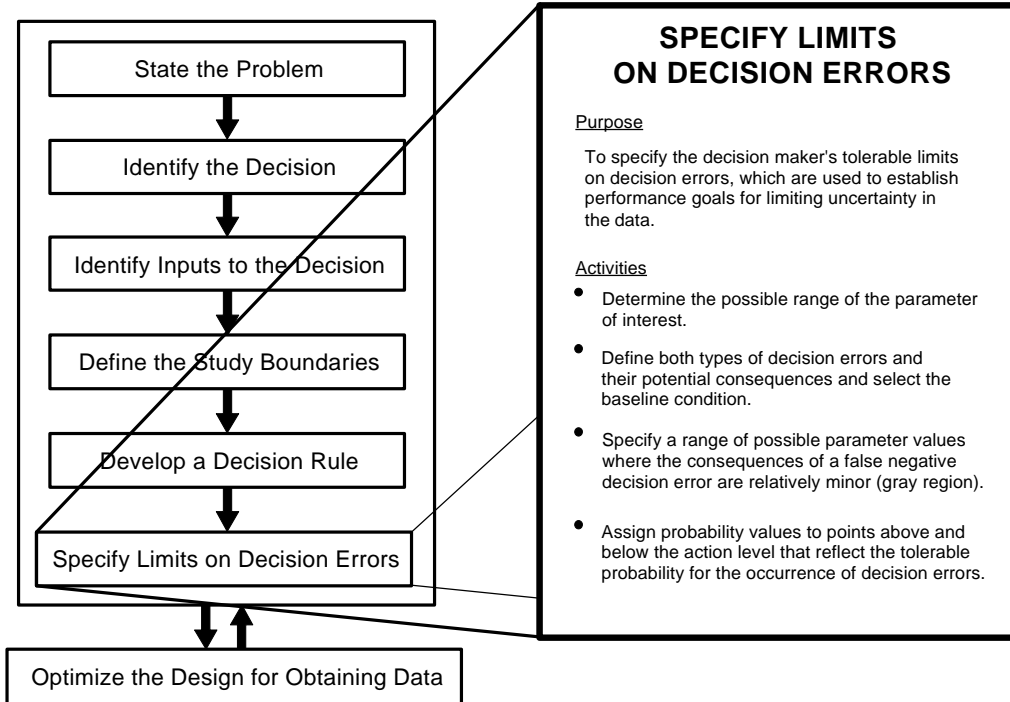 State the Problem
Identify the Decision
Identify Inputs to the Decision
Define the Study Boundaries
Develop a Decision Rule
Specify Limits on Decision Errors
Optimize the Design for Obtaining Data
SPECIFY LIMITS
ON DECISION ERRORS
Purpose
To specify the decision maker's tolerable limits
on decision errors, which are used to establish
performance goals for limiting uncertainty in
the data.
Activities
• Determine the possible range of the parameter
of interest.
• Define both types of decision errors and
their potential consequences and select the
baseline condition.
• Specify a range of possible parameter values
where the consequences of a false negative
decision error are relatively minor (gray region).
• Assign probability values to points above and
below the action level that reflect the tolerable
probability for the occurrence of decision errors.